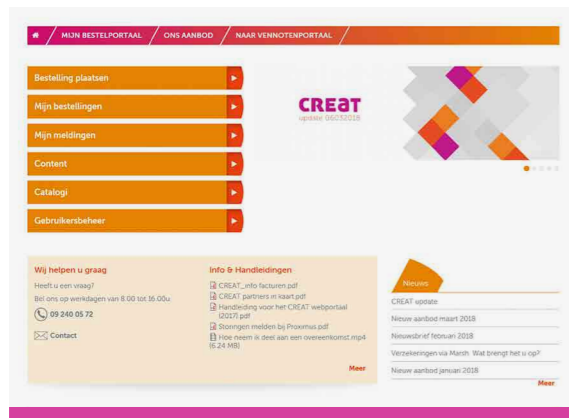 MIJN BESTELPORTAAL / ONS AANBOD / NAAR VENNOTENPORTAAL /
Bestelling plaatsen
Mijn bestellingen
Mijn meldingen
Content
Catalogi
Gebruikersbeheer
CREAT
update 06032018
Wij helpen u graag
Heeft u een vraag?
Bel ons op werkdagen van 8.00 tot 16.00u
09 240 05 72
Contact
Info & Handleidingen
CREAT_info facturen.pdf
CREAT partners in kaart.pdf
Handleiding voor het CREAT webportaal
(2017).pdf
Storingen melden bij Proximus.pdf
Hoe neem ik deel aan een overeenkomst.mp4
(6.24 MB)
Meer
Nieuws
CREAT update
Nieuw aanbod maart 2018
Nieuwsbrief februari 2018
Verzekeringen via Marsh. Wat brengt het u op?
Nieuw aanbod januari 2018
Meer